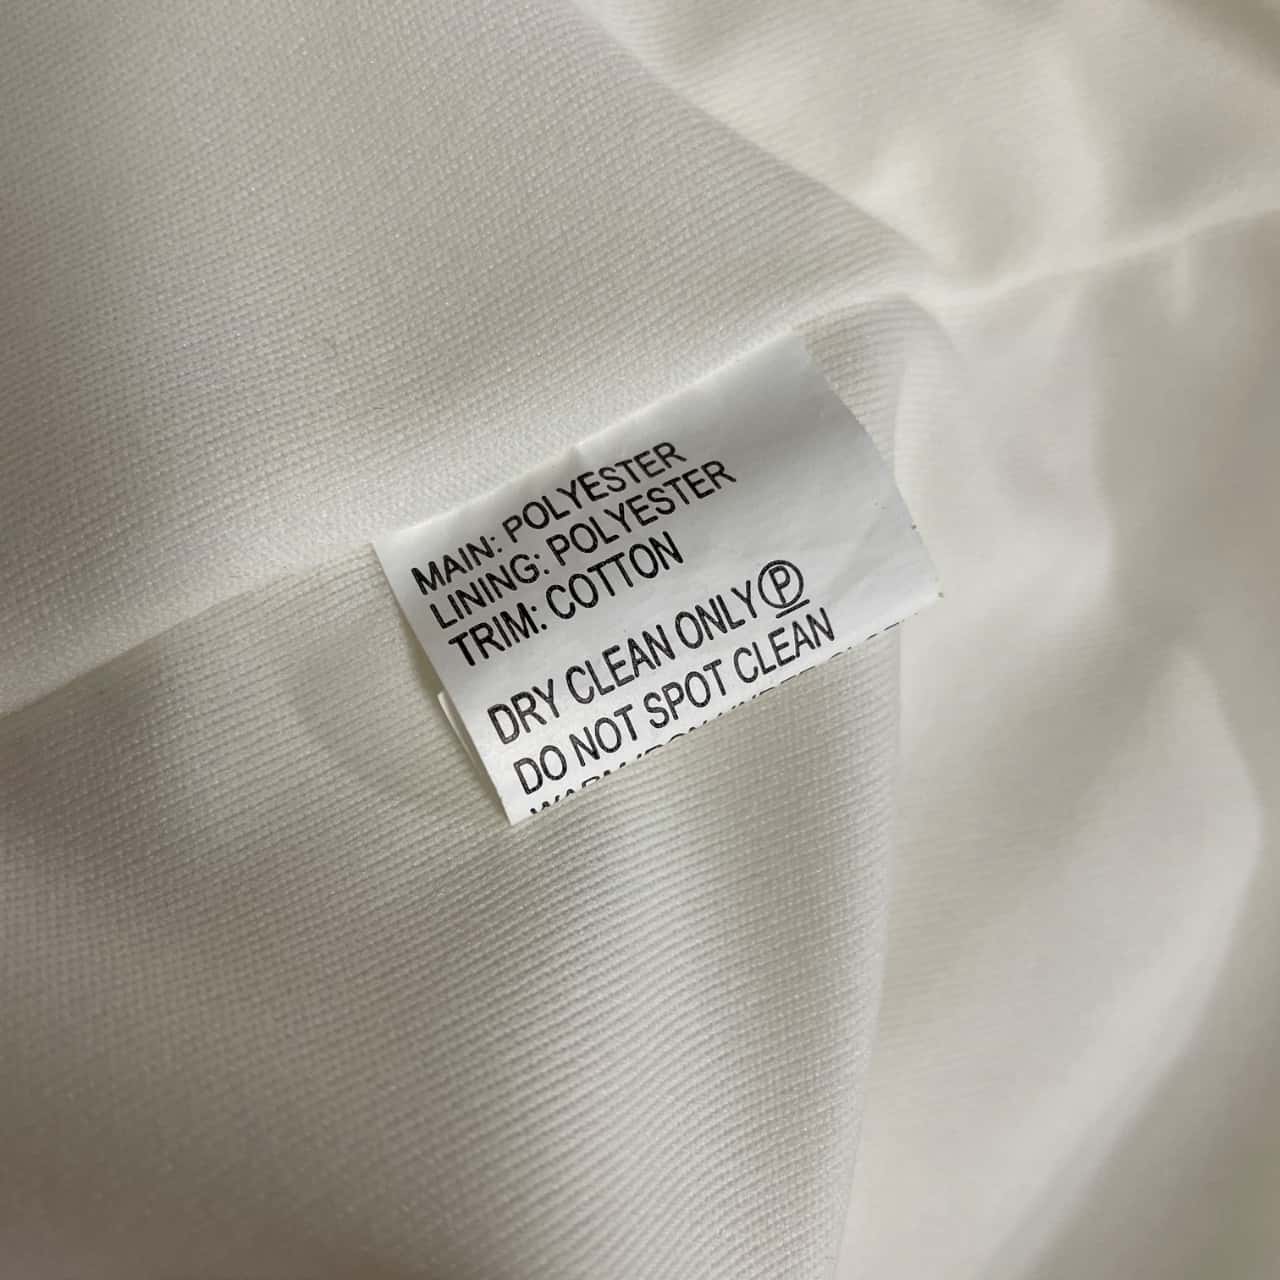 MAIN: POLYESTER
LINING: POLYESTER
TRIM: COTTON
DRY CLEAN ONLY Ⓟ
DO NOT SPOT CLEAN